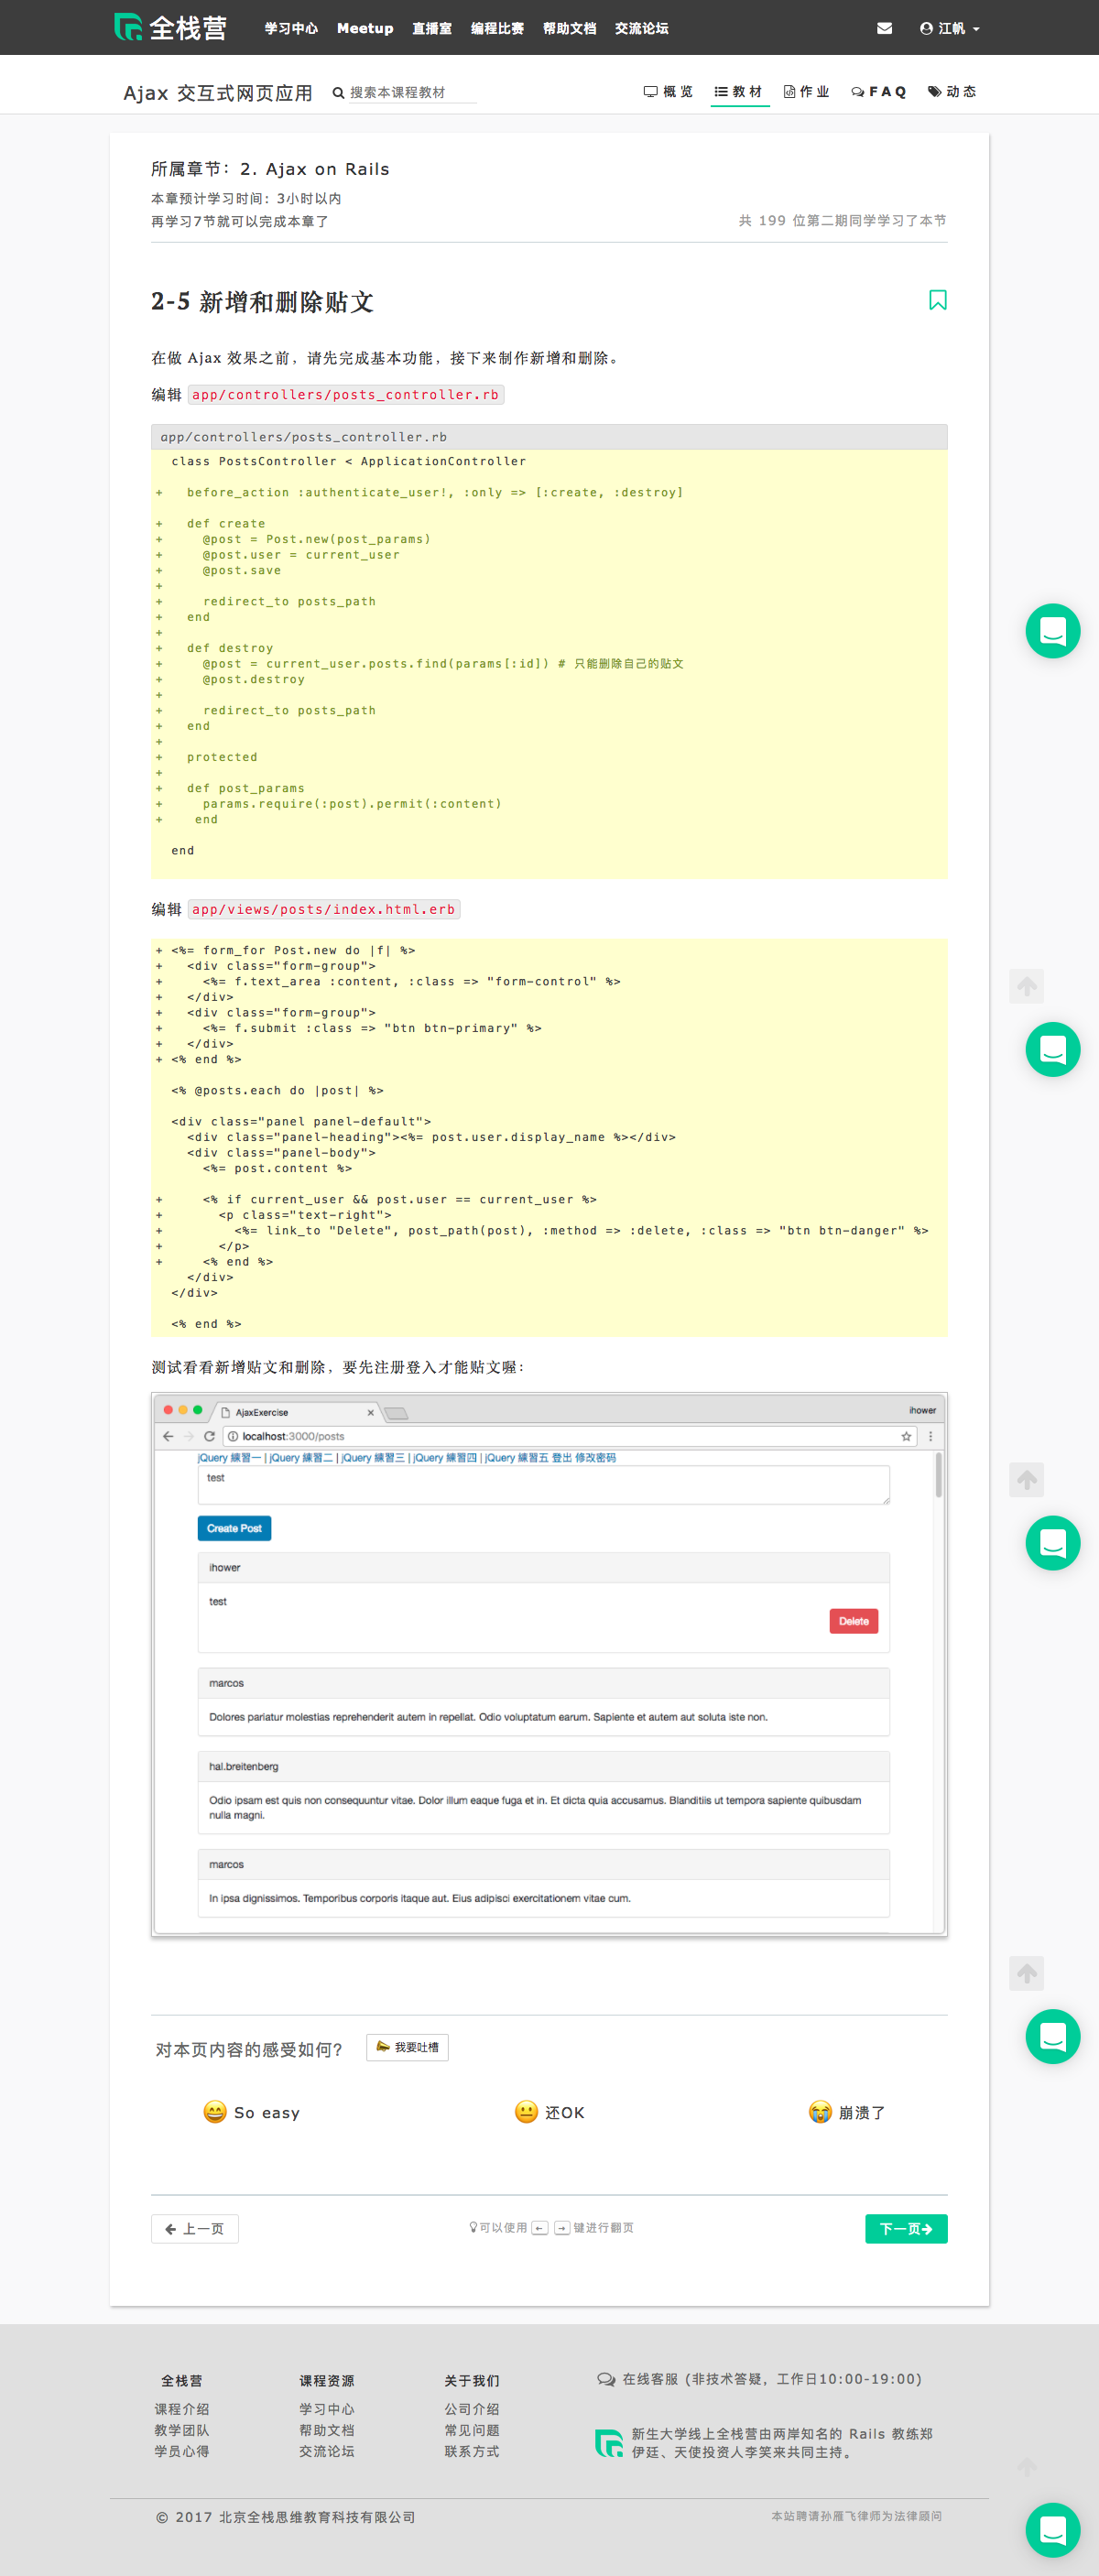 全栈营 学习中心 Meetup 直播室 编程比赛 帮助文档 交流论坛 江帆
Ajax 交互式网页应用 搜索本课程教材 概览 教材 作业 FAQ 动态
所属章节：2. Ajax on Rails
本章预计学习时间：3小时以内
再学习7节就可以完成本章了 共 199 位第二期同学学习了本节
2-5 新增和删除贴文
在做 Ajax 效果之前，请先完成基本功能，接下来制作新增和删除。
编辑 app/controllers/posts_controller.rb
app/controllers/posts_controller.rb
  class PostsController < ApplicationController
+   before_action :authenticate_user!, :only => [:create, :destroy]
+   def create
+     @post = Post.new(post_params)
+     @post.user = current_user
+     @post.save
+
+     redirect_to posts_path
+   end
+
+   def destroy
+     @post = current_user.posts.find(params[:id]) # 只能删除自己的贴文
+     @post.destroy
+
+     redirect_to posts_path
+   end
+
+   protected
+
+   def post_params
+     params.require(:post).permit(:content)
+    end
  end
编辑 app/views/posts/index.html.erb
+ <%= form_for Post.new do |f| %>
+   <div class="form-group">
+     <%= f.text_area :content, :class => "form-control" %>
+   </div>
+   <div class="form-group">
+     <%= f.submit :class => "btn btn-primary" %>
+   </div>
+ <% end %>
  <% @posts.each do |post| %>
  <div class="panel panel-default">
    <div class="panel-heading"><%= post.user.display_name %></div>
    <div class="panel-body">
      <%= post.content %>
+     <% if current_user && post.user == current_user %>
+       <p class="text-right">
+         <%= link_to "Delete", post_path(post), :method => :delete, :class => "btn btn-danger" %>
+       </p>
+     <% end %>
    </div>
  </div>
  <% end %>
测试看看新增贴文和删除，要先注册登入才能贴文喔：
AjaxExercise ihower
localhost:3000/posts
jQuery 練習一 | jQuery 練習二 | jQuery 練習三 | jQuery 練習四 | jQuery 練習五 登出 修改密码
test
Create Post
ihower
test
Delete
marcos
Dolores pariatur molestias reprehenderit autem in repellat. Odio voluptatum earum. Sapiente et autem aut soluta iste non.
hal.breitenberg
Odio ipsam est quis non consequuntur vitae. Dolor illum eaque fuga et in. Et dicta quia accusamus. Blanditiis ut tempora sapiente quibusdam
nulla magni.
marcos
In ipsa dignissimos. Temporibus corporis itaque aut. Eius adipisci exercitationem vitae cum.
对本页内容的感受如何? 我要吐槽
So easy 还OK 崩溃了
← 上一页 可以使用 ← → 键进行翻页 下一页→
全栈营 课程资源 关于我们 在线客服 (非技术答疑，工作日10:00-19:00)
课程介绍 学习中心 公司介绍
教学团队 帮助文档 常见问题 新生大学线上全栈营由两岸知名的 Rails 教练郑
学员心得 交流论坛 联系方式 伊廷、天使投资人李笑来共同主持。
© 2017 北京全栈思维教育科技有限公司 本站聘请孙雁飞律师为法律顾问